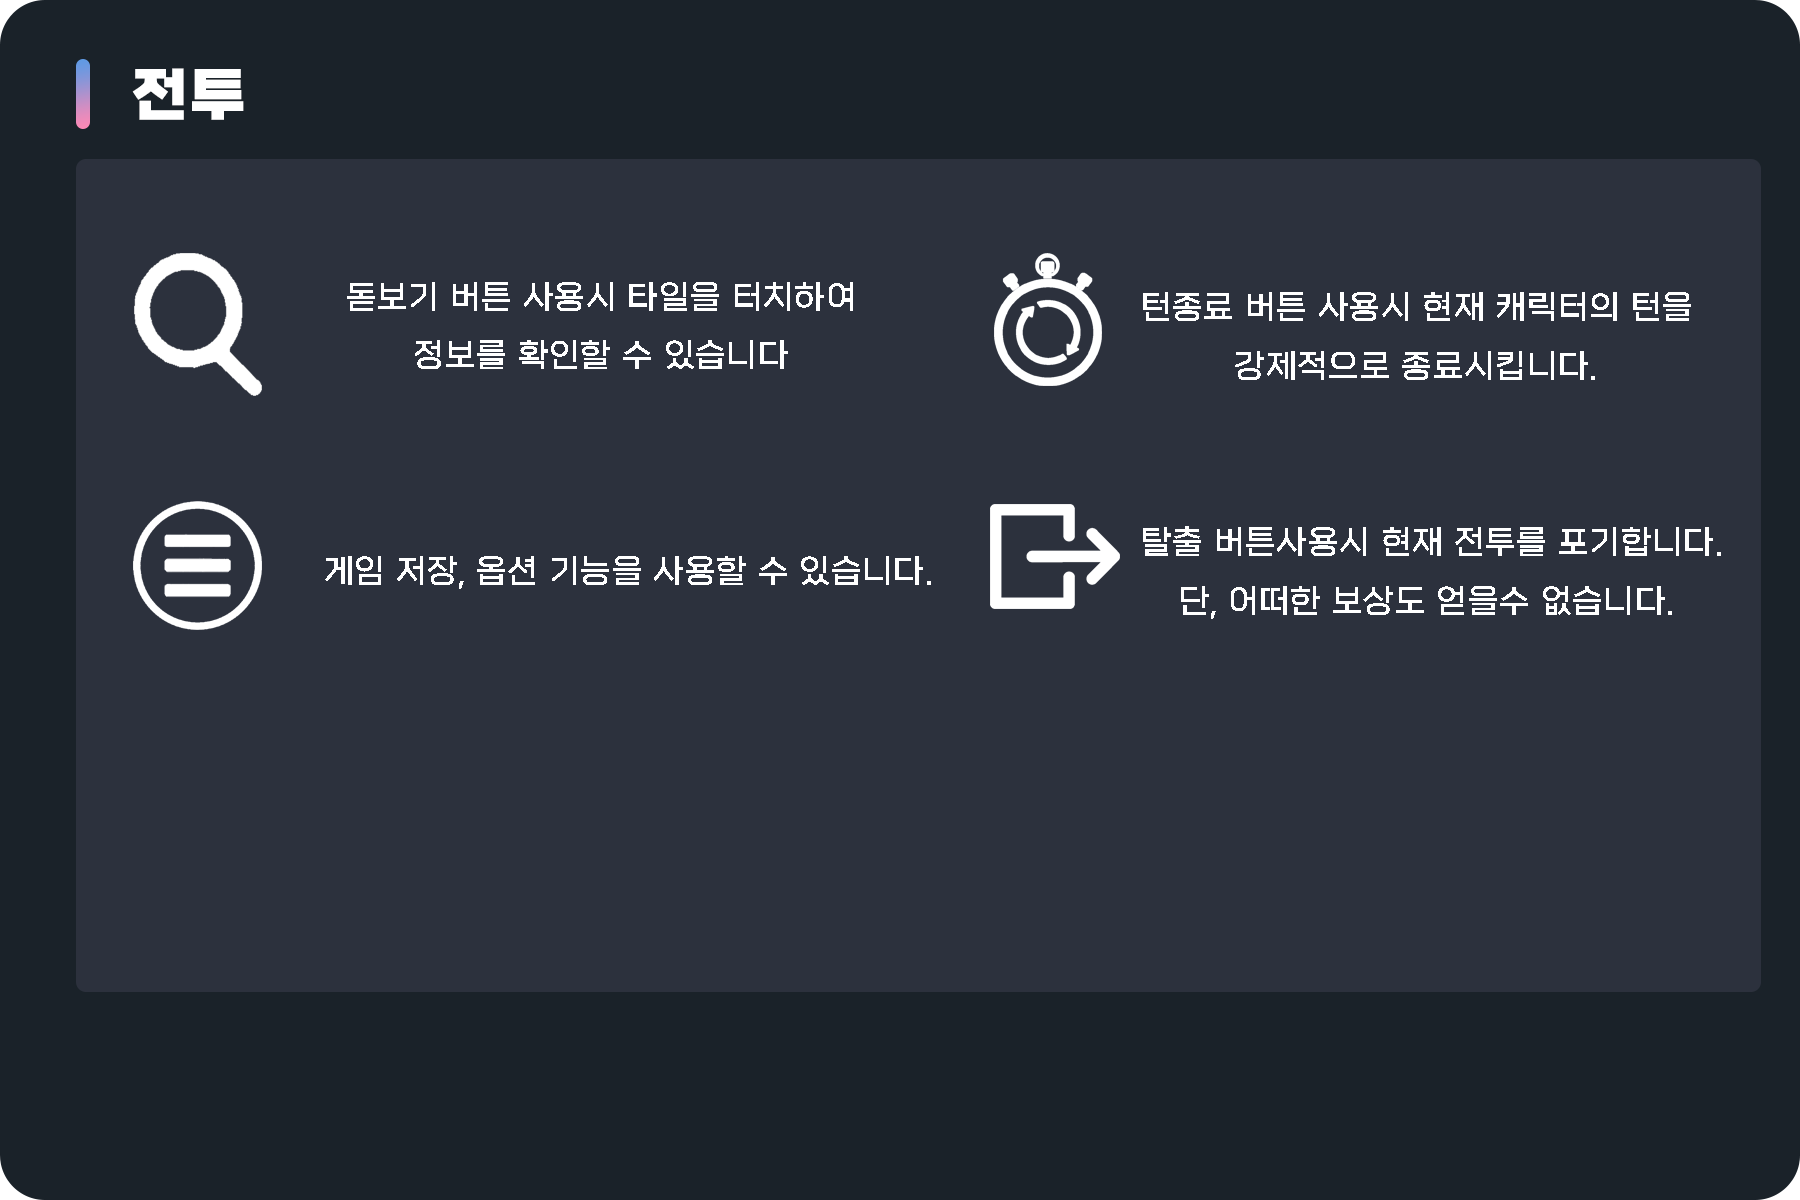 전투
돋보기 버튼 사용시 타일을 터치하여
정보를 확인할 수 있습니다
턴종료 버튼 사용시 현재 캐릭터의 턴을
강제적으로 종료시킵니다.
게임 저장, 옵션 기능을 사용할 수 있습니다.
탈출 버튼사용시 현재 전투를 포기합니다.
단, 어떠한 보상도 얻을수 없습니다.